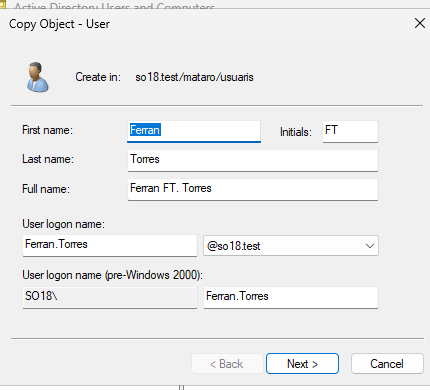 Active Directory Users and Computers
Copy Object - User
Create in: so18.test/mataro/usuaris
First name: Ferran Initials: FT
Last name: Torres
Full name: Ferran FT. Torres
User logon name:
Ferran.Torres @so18.test
User logon name (pre-Windows 2000):
SO18\ Ferran.Torres
< Back Next > Cancel